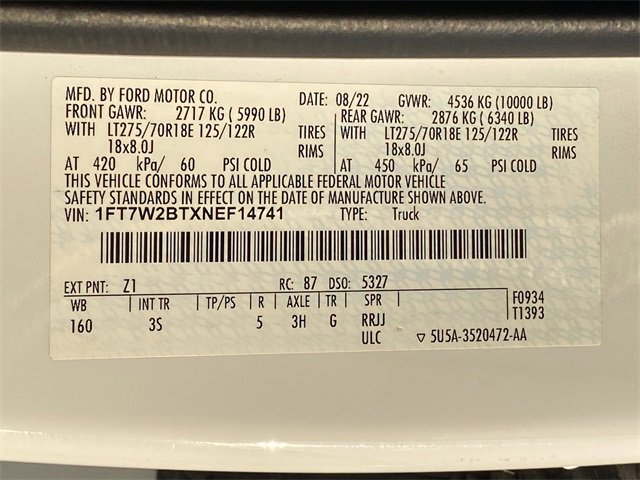 MFD. BY FORD MOTOR CO. DATE: 08/22 GVWR: 4536 KG (10000 LB)
FRONT GAWR: 2717 KG ( 5990 LB) REAR GAWR: 2876 KG ( 6340 LB)
WITH LT275/70R18E 125/122R TIRES WITH LT275/70R18E 125/122R TIRES
18x8.0J RIMS 18x8.0J RIMS
AT 420 kPa/ 60 PSI COLD AT 450 kPa/ 65 PSI COLD
THIS VEHICLE CONFORMS TO ALL APPLICABLE FEDERAL MOTOR VEHICLE
SAFETY STANDARDS IN EFFECT ON THE DATE OF MANUFACTURE SHOWN ABOVE.
VIN: 1FT7W2BTXNEF14741 TYPE: Truck
EXT PNT: Z1 RC: 87 DSO: 5327
WB INT TR TP/PS R AXLE TR SPR F0934
160 3S 5 3H G RRJJ T1393
ULC ▽ 5U5A-3520472-AA